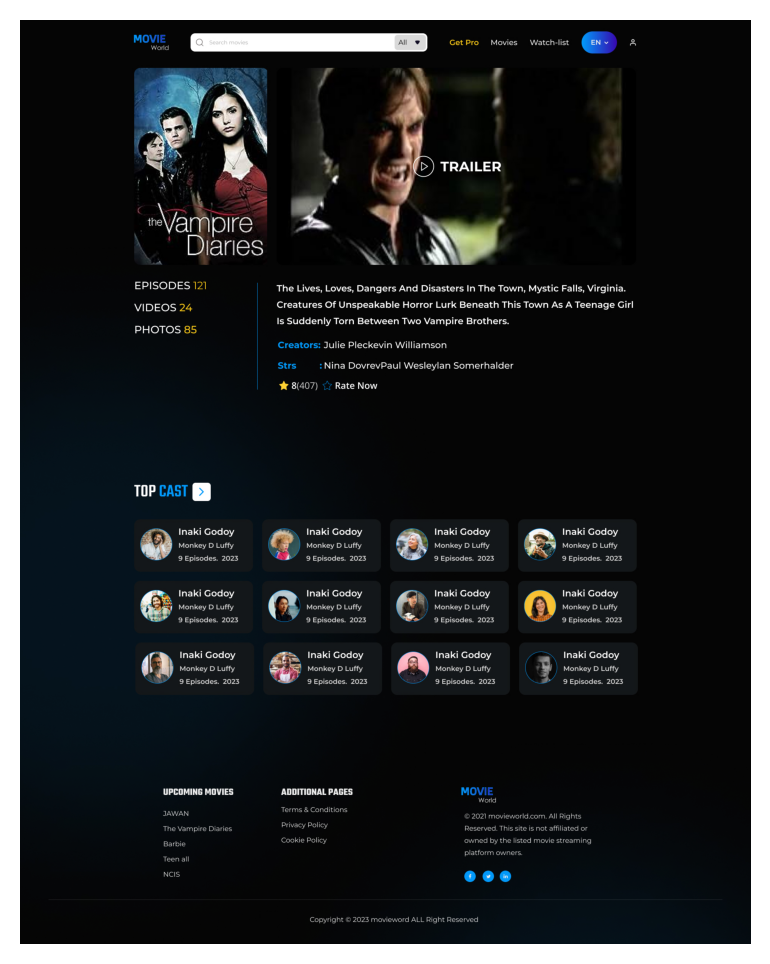 MOVIE
World
Search movies
All
Get Pro
Movies
Watch-list
EN
the Vampire
Diaries
TRAILER
EPISODES 121
VIDEOS 24
PHOTOS 85
The Lives, Loves, Dangers And Disasters In The Town, Mystic Falls, Virginia.
Creatures Of Unspeakable Horror Lurk Beneath This Town As A Teenage Girl
Is Suddenly Torn Between Two Vampire Brothers.
Creators: Julie Pleckevin Williamson
Strs : Nina DovrevPaul Wesleylan Somerhalder
8(407) Rate Now
TOP CAST
Inaki Godoy
Monkey D Luffy
9 Episodes. 2023
Inaki Godoy
Monkey D Luffy
9 Episodes. 2023
Inaki Godoy
Monkey D Luffy
9 Episodes. 2023
Inaki Godoy
Monkey D Luffy
9 Episodes. 2023
Inaki Godoy
Monkey D Luffy
9 Episodes. 2023
Inaki Godoy
Monkey D Luffy
9 Episodes. 2023
Inaki Godoy
Monkey D Luffy
9 Episodes. 2023
Inaki Godoy
Monkey D Luffy
9 Episodes. 2023
Inaki Godoy
Monkey D Luffy
9 Episodes. 2023
Inaki Godoy
Monkey D Luffy
9 Episodes. 2023
Inaki Godoy
Monkey D Luffy
9 Episodes. 2023
Inaki Godoy
Monkey D Luffy
9 Episodes. 2023
UPCOMING MOVIES
JAWAN
The Vampire Diaries
Barbie
Teen all
NCIS
ADDITIONAL PAGES
Terms & Conditions
Privacy Policy
Cookie Policy
MOVIE
World
© 2021 movieworld.com. All Rights
Reserved. This site is not affiliated or
owned by the listed movie streaming
platform owners.
Copyright © 2023 movieword ALL Right Reserved